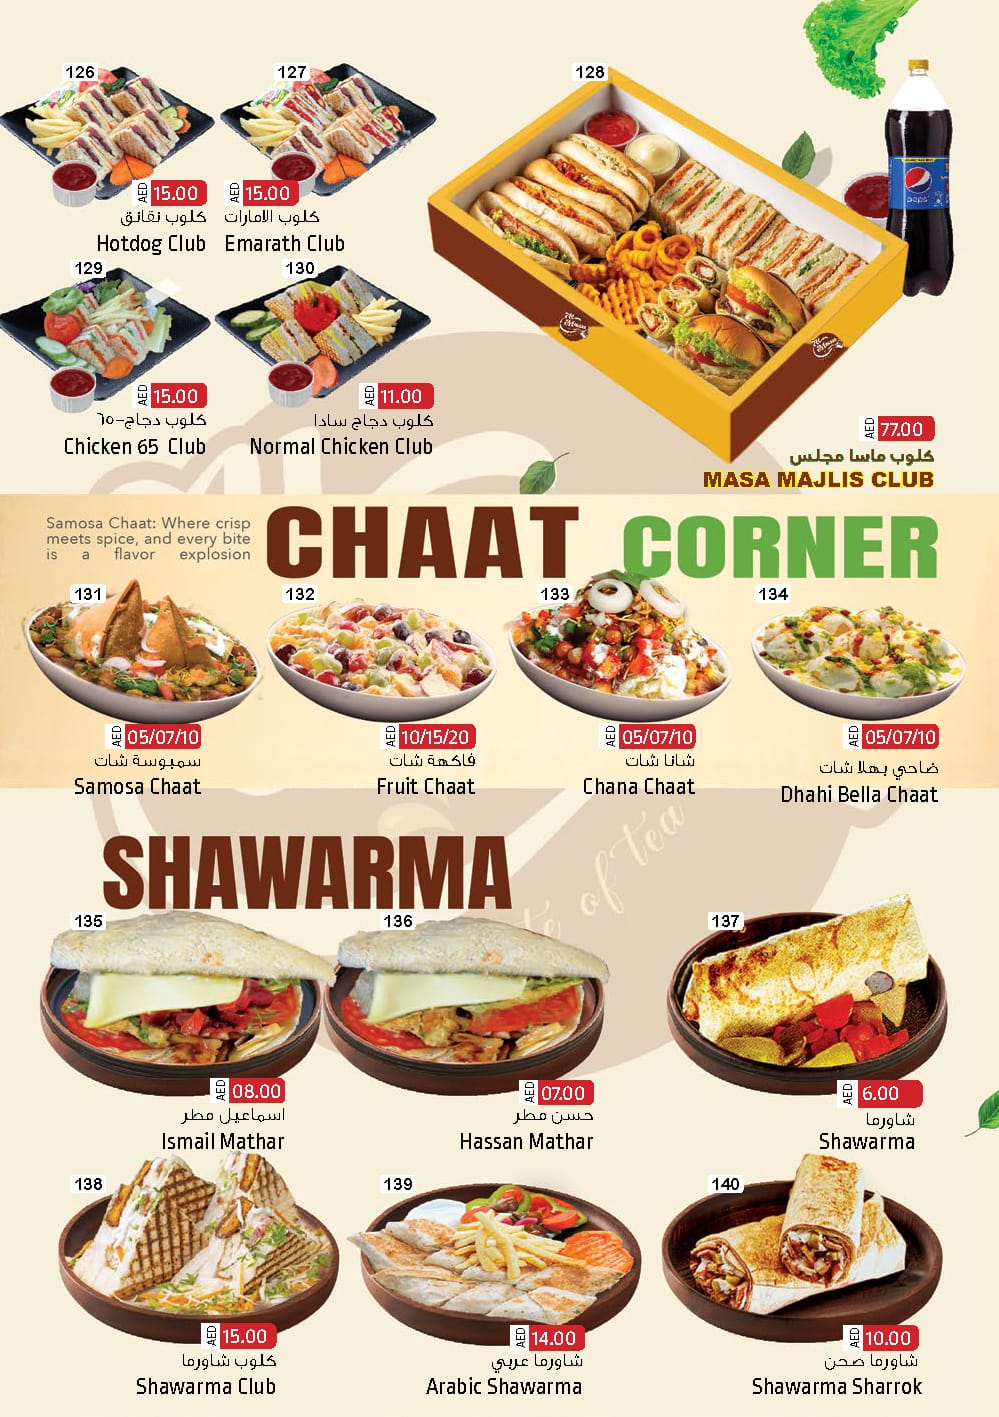 126
AED 15.00
كلوب نقانق
Hotdog Club
127
AED 15.00
كلوب الامارات
Emarath Club
128
pepsi
Al Masa
AED 77.00
كلوب ماسا مجلس
MASA MAJLIS CLUB
129
AED 15.00
كلوب دجاج-٦٥
Chicken 65 Club
130
AED 11.00
كلوب دجاج سادا
Normal Chicken Club
Samosa Chaat: Where crisp
meets spice, and every bite
is a flavor explosion
CHAAT CORNER
131
AED 05/07/10
سمبوسة شات
Samosa Chaat
132
AED 10/15/20
فاكهة شات
Fruit Chaat
133
AED 05/07/10
شانا شات
Chana Chaat
134
AED 05/07/10
ضاحي بهلا شات
Dhahi Bella Chaat
of tea
SHAWARMA
135
AED 08.00
اسماعيل مطر
Ismail Mathar
136
AED 07.00
حسن مطر
Hassan Mathar
137
AED 6.00
شاورما
Shawarma
138
AED 15.00
كلوب شاورما
Shawarma Club
139
AED 14.00
شاورما عربي
Arabic Shawarma
140
AED 10.00
شاورما صحن
Shawarma Sharrok